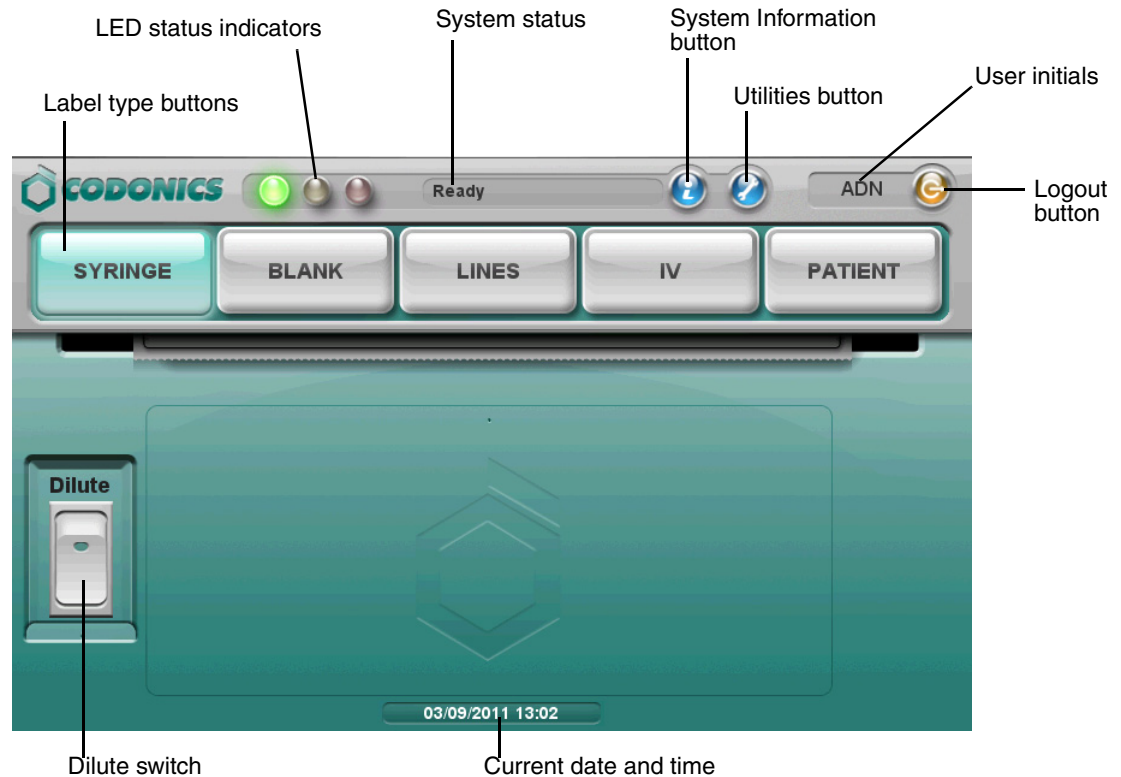 System status
System Information
button
LED status indicators
User initials
Utilities button
Label type buttons
CODONICS
Ready
i
ADN
Logout
button
SYRINGE
BLANK
LINES
IV
PATIENT
Dilute
03/09/2011 13:02
Dilute switch
Current date and time